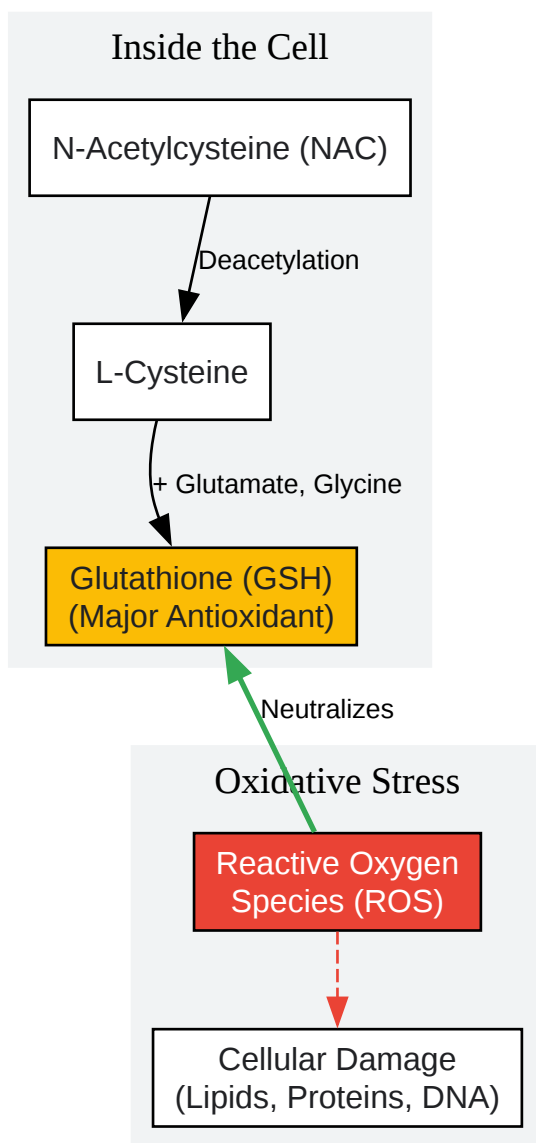 Inside the Cell
N-Acetylcysteine (NAC)
Deacetylation
L-Cysteine
+ Glutamate, Glycine
Glutathione (GSH)
(Major Antioxidant)
Neutralizes
Oxidative Stress
Reactive Oxygen
Species (ROS)
Cellular Damage
(Lipids, Proteins, DNA)